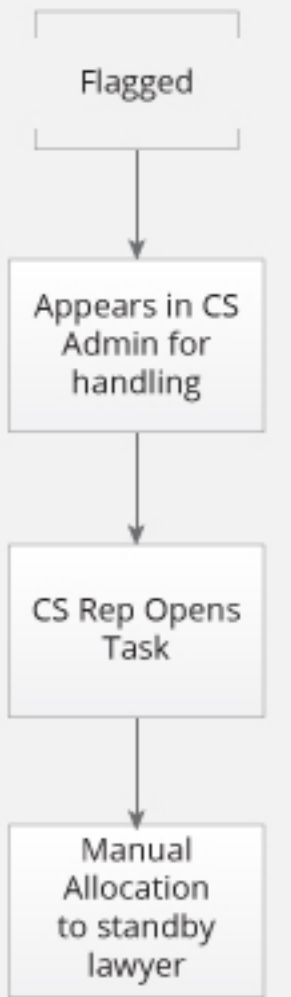 Flagged
Appears in CS
Admin for
handling
CS Rep Opens
Task
Manual
Allocation
to standby
lawyer